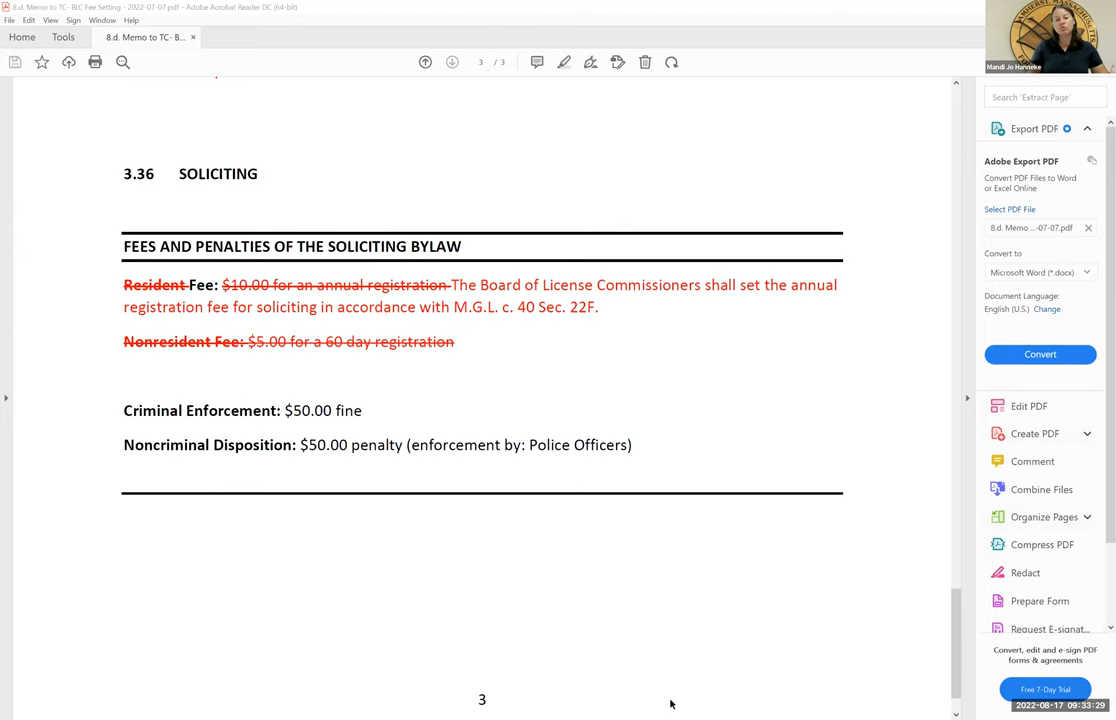 8.d. Memo to TC- BLC Fee Setting - 2022-07-07.pdf - Adobe Acrobat Reader DC (64-bit)
File Edit View Sign Window Help
Home Tools 8.d. Memo to TC- B... ×
3 / 3
3.36 SOLICITING
FEES AND PENALTIES OF THE SOLICITING BYLAW
Resident Fee: $10.00 for an annual registration The Board of License Commissioners shall set the annual
registration fee for soliciting in accordance with M.G.L. c. 40 Sec. 22F.
Nonresident Fee: $5.00 for a 60 day registration
Criminal Enforcement: $50.00 fine
Noncriminal Disposition: $50.00 penalty (enforcement by: Police Officers)
3
AMHERST, MASSACHUSETTS
Mandi Jo Hanneke
Search 'Extract Page'
Export PDF
Adobe Export PDF
Convert PDF Files to Word
or Excel Online
Select PDF File
8.d. Memo ...-07-07.pdf
Convert to
Microsoft Word (*.docx)
Document Language:
English (U.S.) Change
Convert
Edit PDF
Create PDF
Comment
Combine Files
Organize Pages
Compress PDF
Redact
Prepare Form
Request E-signat...
Convert, edit and e-sign PDF
forms & agreements
Free 7-Day Trial
2022-08-17 09:33:29